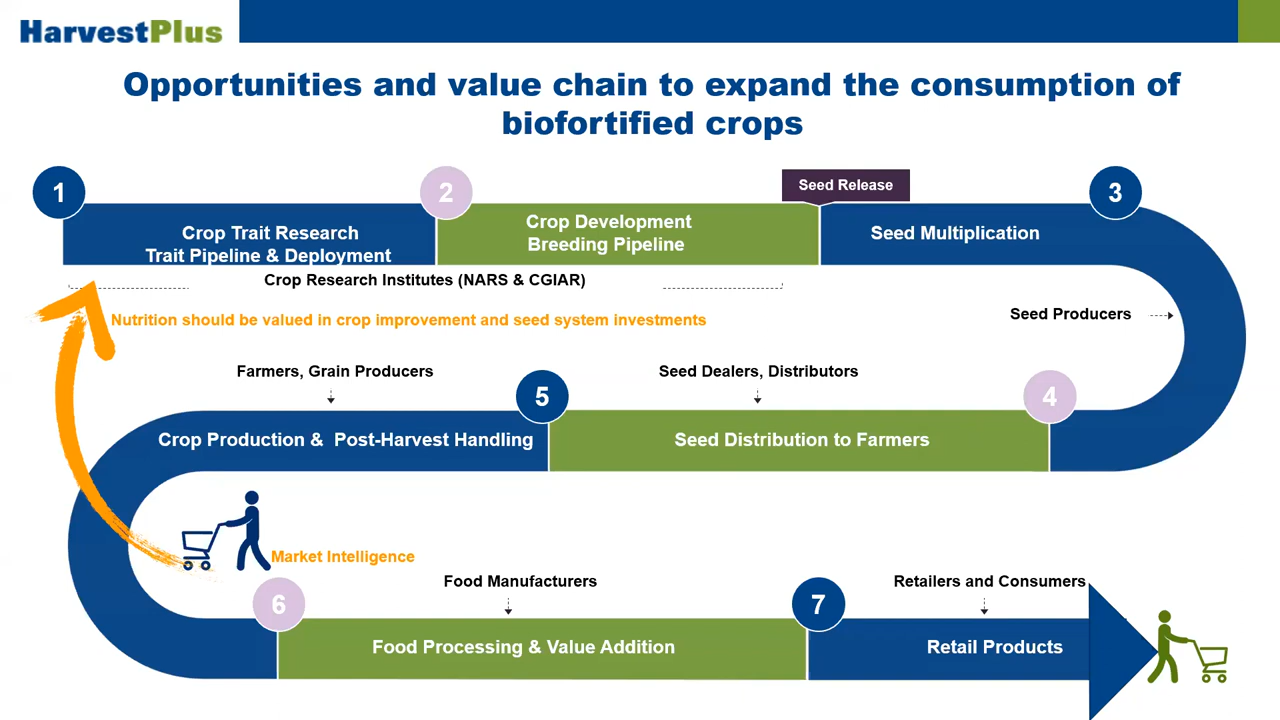 HarvestPlus
Opportunities and value chain to expand the consumption of
biofortified crops
1
2
Seed Release
3
Crop Trait Research
Trait Pipeline & Deployment
Crop Development
Breeding Pipeline
Seed Multiplication
Crop Research Institutes (NARS & CGIAR)
Nutrition should be valued in crop improvement and seed system investments
Seed Producers
Farmers, Grain Producers
Seed Dealers, Distributors
5
4
Crop Production & Post-Harvest Handling
Seed Distribution to Farmers
Market Intelligence
Food Manufacturers
Retailers and Consumers
6
7
Food Processing & Value Addition
Retail Products